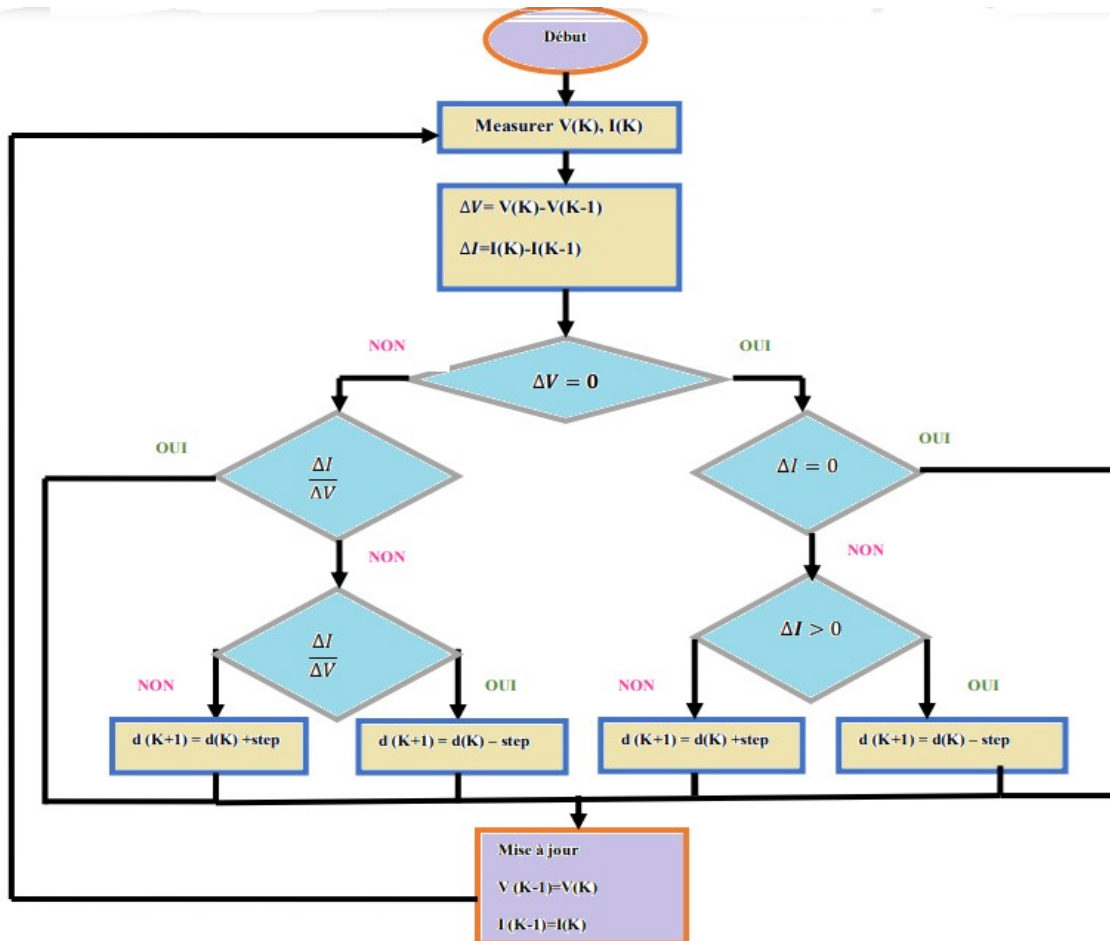 Début
Measurer V(K), I(K)
ΔV= V(K)-V(K-1)
ΔI=I(K)-I(K-1)
NON
OUI
ΔV = 0
OUI
ΔI
ΔV
ΔI = 0
OUI
NON
NON
ΔI
ΔV
ΔI > 0
NON
OUI
NON
OUI
d (K+1) = d(K) +step
d (K+1) = d(K) – step
d (K+1) = d(K) +step
d (K+1) = d(K) – step
Mise à jour
V (K-1)=V(K)
I (K-1)=I(K)